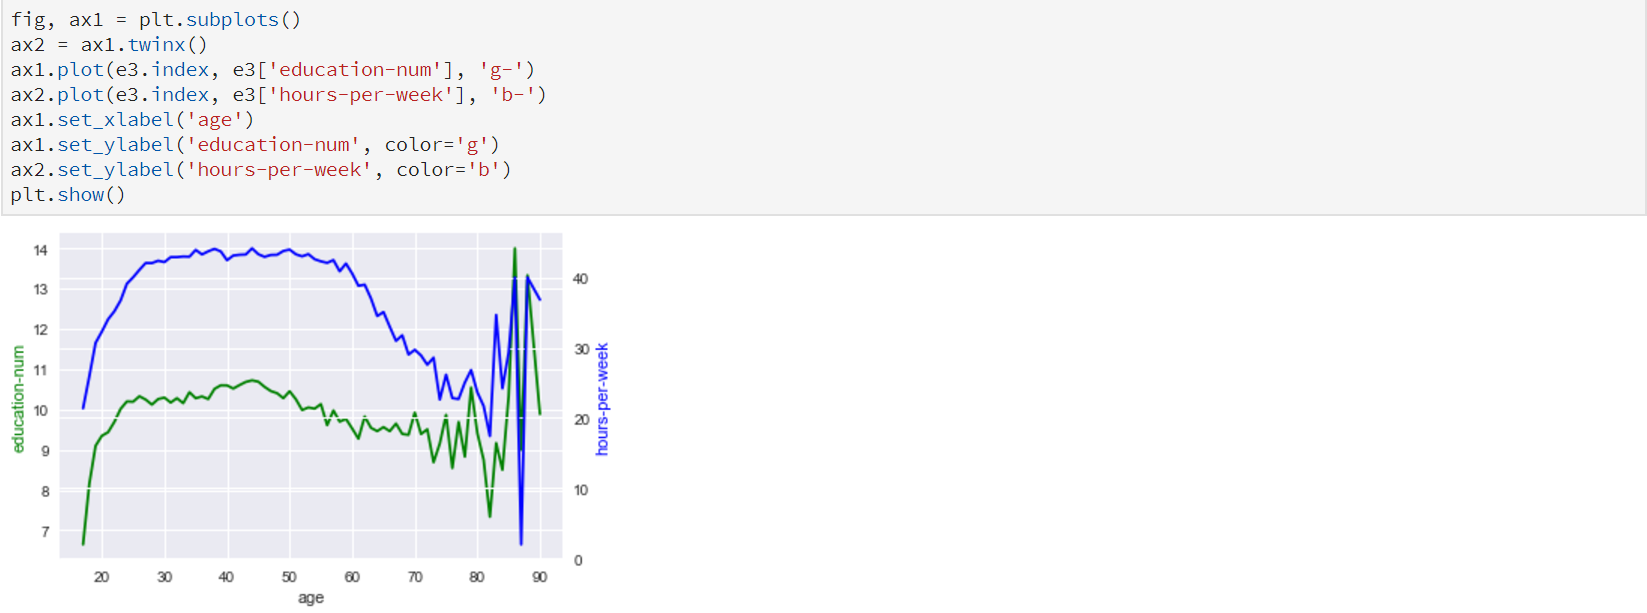 fig, ax1 = plt.subplots()
ax2 = ax1.twinx()
ax1.plot(e3.index, e3['education-num'], 'g-')
ax2.plot(e3.index, e3['hours-per-week'], 'b-')
ax1.set_xlabel('age')
ax1.set_ylabel('education-num', color='g')
ax2.set_ylabel('hours-per-week', color='b')
plt.show()
14
13
12
11
10
9
8
7
education-num
40
30
20
10
0
hours-per-week
20 30 40 50 60 70 80 90
age